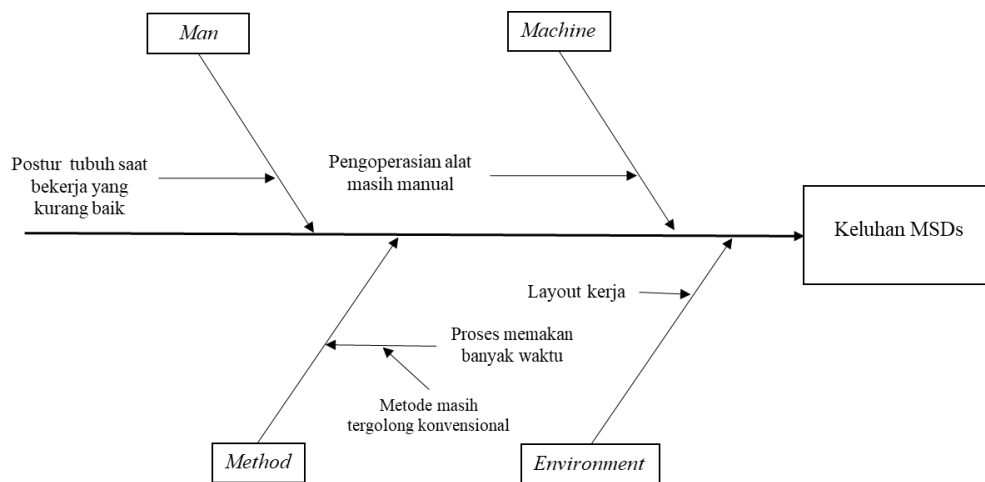 Man
Machine
Postur tubuh saat
bekerja yang
kurang baik
Pengoperasian alat
masih manual
Keluhan MSDs
Layout kerja
Proses memakan
banyak waktu
Metode masih
tergolong konvensional
Method
Environment